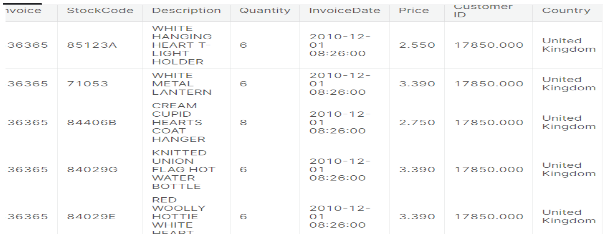 nvoice StockCode Description Quantity InvoiceDate Price Customer ID Country
36365 85123A WHITE HANGING HEART T-LIGHT HOLDER 6 2010-12-01 08:26:00 2.550 17850.000 United Kingdom
36365 71053 WHITE METAL LANTERN 6 2010-12-01 08:26:00 3.390 17850.000 United Kingdom
36365 84406B CREAM CUPID HEARTS COAT HANGER 8 2010-12-01 08:26:00 2.750 17850.000 United Kingdom
36365 84029G KNITTED UNION FLAG HOT WATER BOTTLE 6 2010-12-01 08:26:00 3.390 17850.000 United Kingdom
36365 84029E RED WOOLLY HOTTIE WHITE HEART 6 2010-12-01 08:26:00 3.390 17850.000 United Kingdom